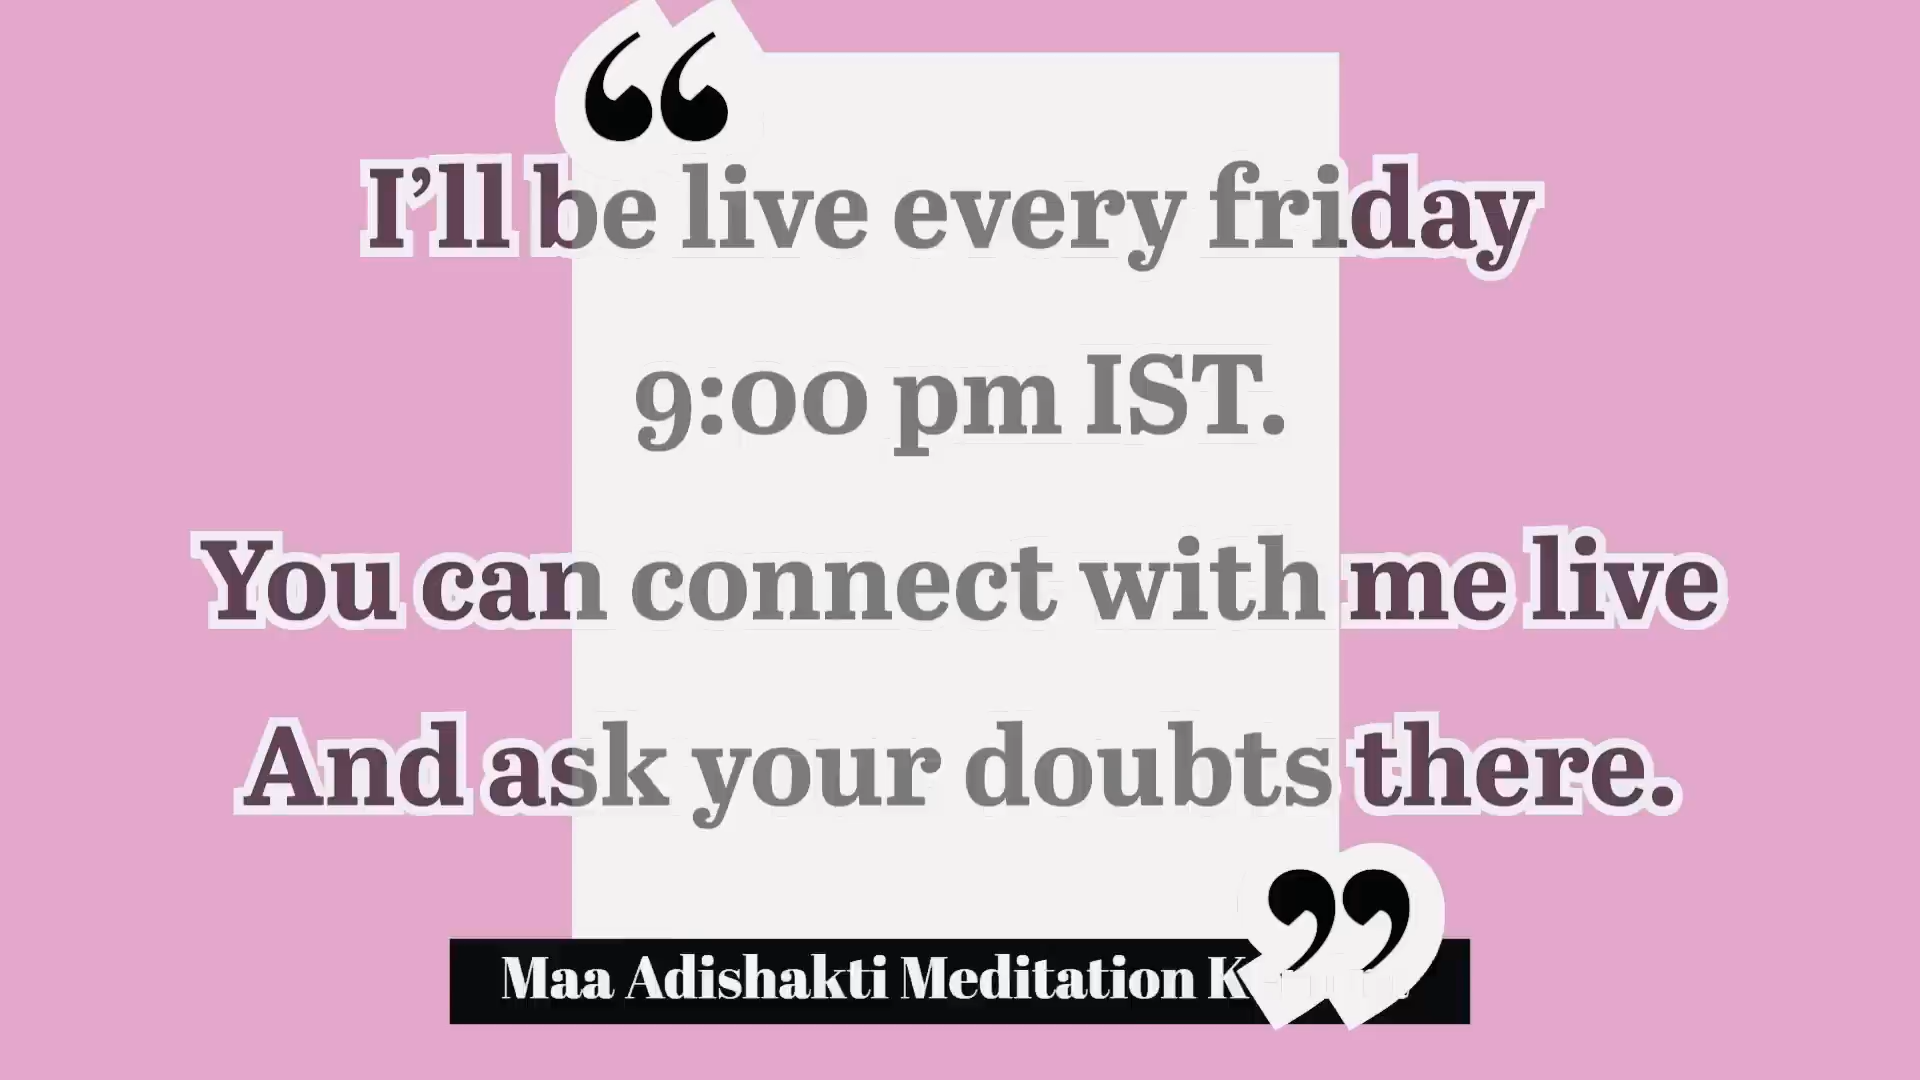 I’ll be live every friday
9:00 pm IST.
You can connect with me live
And ask your doubts there.
Maa Adishakti Meditation